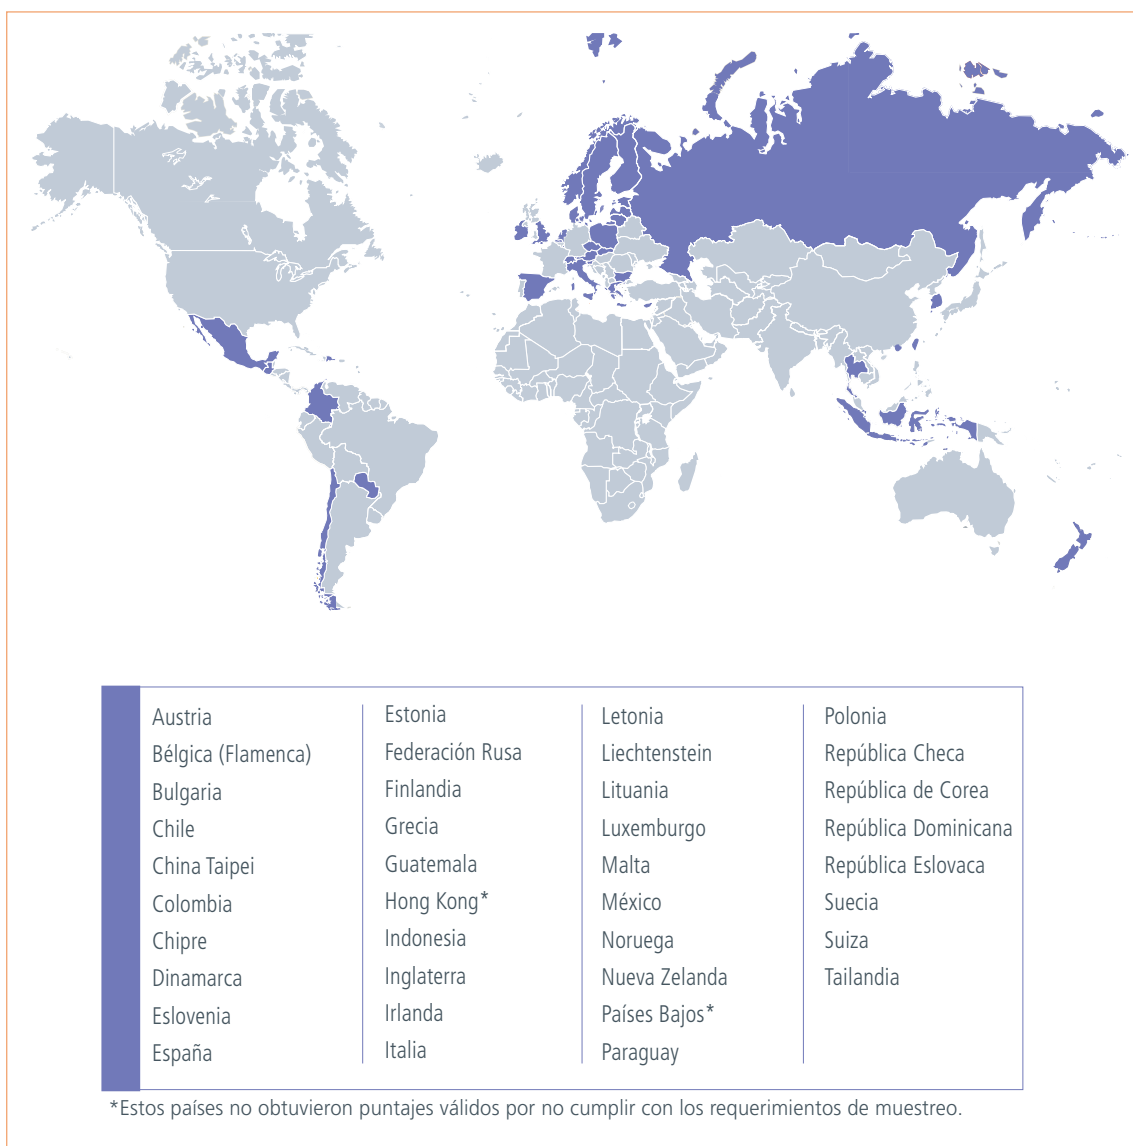 Austria
Bélgica (Flamenca)
Bulgaria
Chile
China Taipei
Colombia
Chipre
Dinamarca
Eslovenia
España
Estonia
Federación Rusa
Finlandia
Grecia
Guatemala
Hong Kong*
Indonesia
Inglaterra
Irlanda
Italia
Letonia
Liechtenstein
Lituania
Luxemburgo
Malta
México
Noruega
Nueva Zelanda
Países Bajos*
Paraguay
Polonia
República Checa
República de Corea
República Dominicana
República Eslovaca
Suecia
Suiza
Tailandia
*Estos países no obtuvieron puntajes válidos por no cumplir con los requerimientos de muestreo.